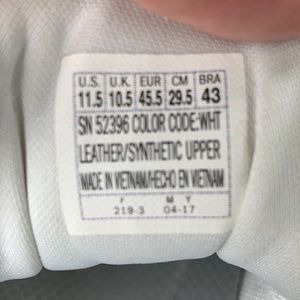 U.S. U.K. EUR CM BRA
11.5 10.5 45.5 29.5 43
SN 52396 COLOR CODE:WHT
LEATHER/SYNTHETIC UPPER
MADE IN VIETNAM/HECHO EN VIETNAM
F M Y
219-3 04-17